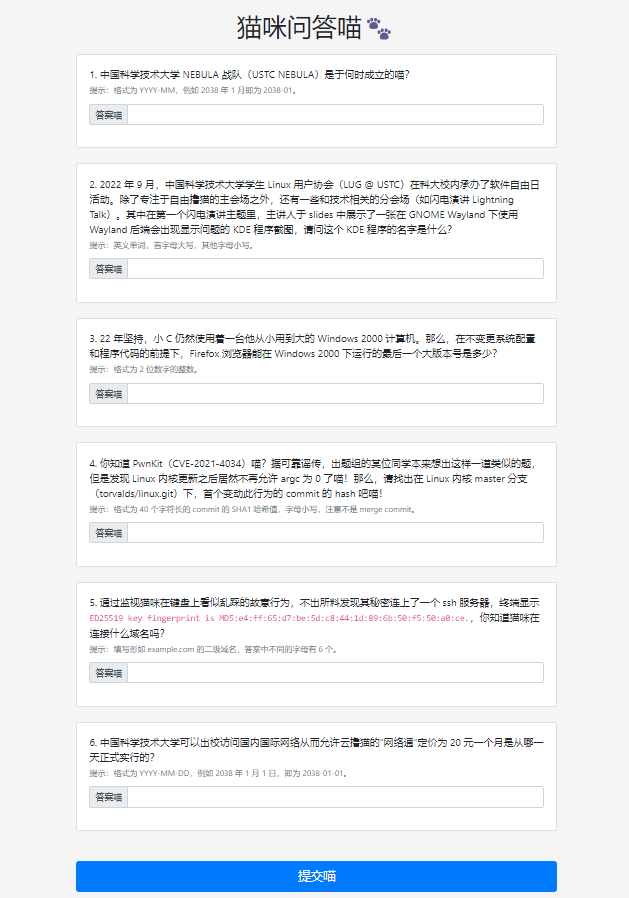 猫咪问答喵
1. 中国科学技术大学 NEBULA 战队（USTC NEBULA）是于何时成立的喵？
提示：格式为 YYYY-MM，例如 2038 年 1 月即为 2038-01。
答案喵
2. 2022 年 9 月，中国科学技术大学学生 Linux 用户协会（LUG @ USTC）在科大校内承办了软件自由日
活动。除了专注于自由撸猫的主会场之外，还有一些和技术相关的分会场（如闪电演讲 Lightning
Talk）。其中在第一个闪电演讲主题里，主讲人于 slides 中展示了一张在 GNOME Wayland 下使用
Wayland 后端会出现显示问题的 KDE 程序截图，请问这个 KDE 程序的名字是什么？
提示：英文单词，首字母大写，其他字母小写。
答案喵
3. 22 年坚持，小 C 仍然使用着一台他从小用到大的 Windows 2000 计算机。那么，在不变更系统配置
和程序代码的前提下，Firefox 浏览器能在 Windows 2000 下运行的最后一个大版本号是多少？
提示：格式为 2 位数字的整数。
答案喵
4. 你知道 PwnKit（CVE-2021-4034）喵？据可靠谣传，出题组的某位同学本来想出这样一道类似的题，
但是发现 Linux 内核更新之后居然不再允许 argc 为 0 了喵！那么，请找出在 Linux 内核 master 分支
（torvalds/linux.git）下，首个变动此行为的 commit 的 hash 吧喵！
提示：格式为 40 个字符长的 commit 的 SHA1 哈希值，字母小写，注意不是 merge commit。
答案喵
5. 通过监视猫咪在键盘上看似乱踩的故意行为，不出所料发现其秘密连上了一个 ssh 服务器，终端显示
ED25519 key fingerprint is MD5:e4:ff:65:d7:be:5d:c8:44:1d:89:6b:50:f5:50:a0:ce.，你知道猫咪在
连接什么域名吗？
提示：填写形如 example.com 的二级域名，答案中不同的字母有 6 个。
答案喵
6. 中国科学技术大学可以出校访问国内国际网络从而允许云撸猫的“网络通”定价为 20 元一个月是从哪一
天正式实行的？
提示：格式为 YYYY-MM-DD，例如 2038 年 1 月 1 日，即为 2038-01-01。
答案喵
提交喵